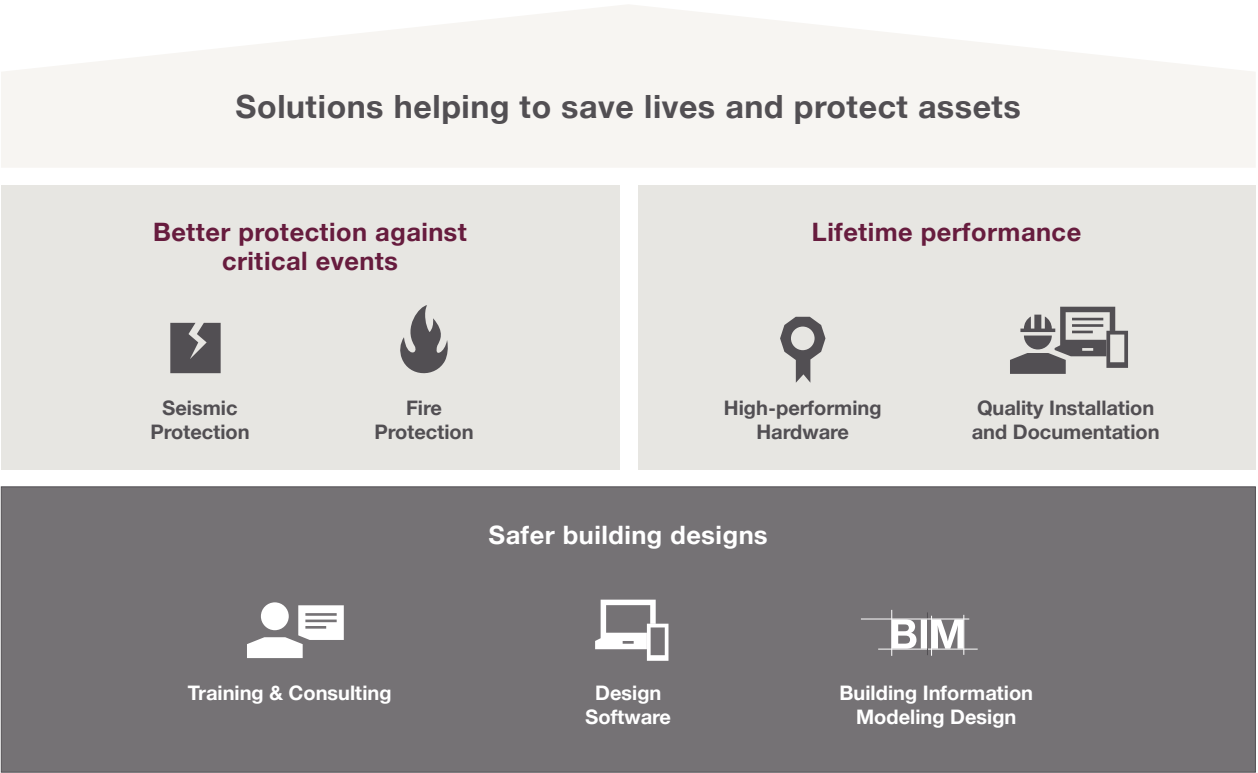 Solutions helping to save lives and protect assets
Better protection against
critical events
Seismic
Protection
Fire
Protection
Lifetime performance
High-performing
Hardware
Quality Installation
and Documentation
Safer building designs
Training & Consulting
Design
Software
BIM
Building Information
Modeling Design